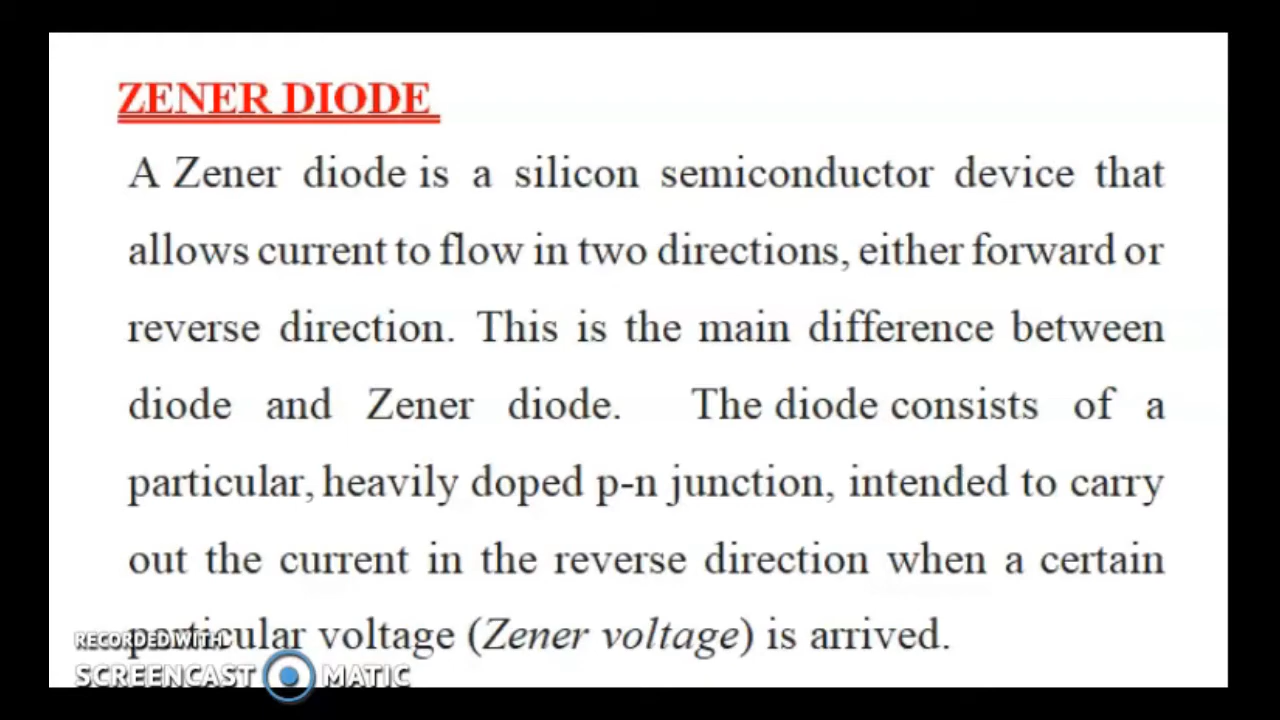 ZENER DIODE
A Zener diode is a silicon semiconductor device that
allows current to flow in two directions, either forward or
reverse direction. This is the main difference between
diode and Zener diode. The diode consists of a
particular, heavily doped p-n junction, intended to carry
out the current in the reverse direction when a certain
particular voltage (Zener voltage) is arrived.
RECORDED WITH
SCREENCAST MATIC